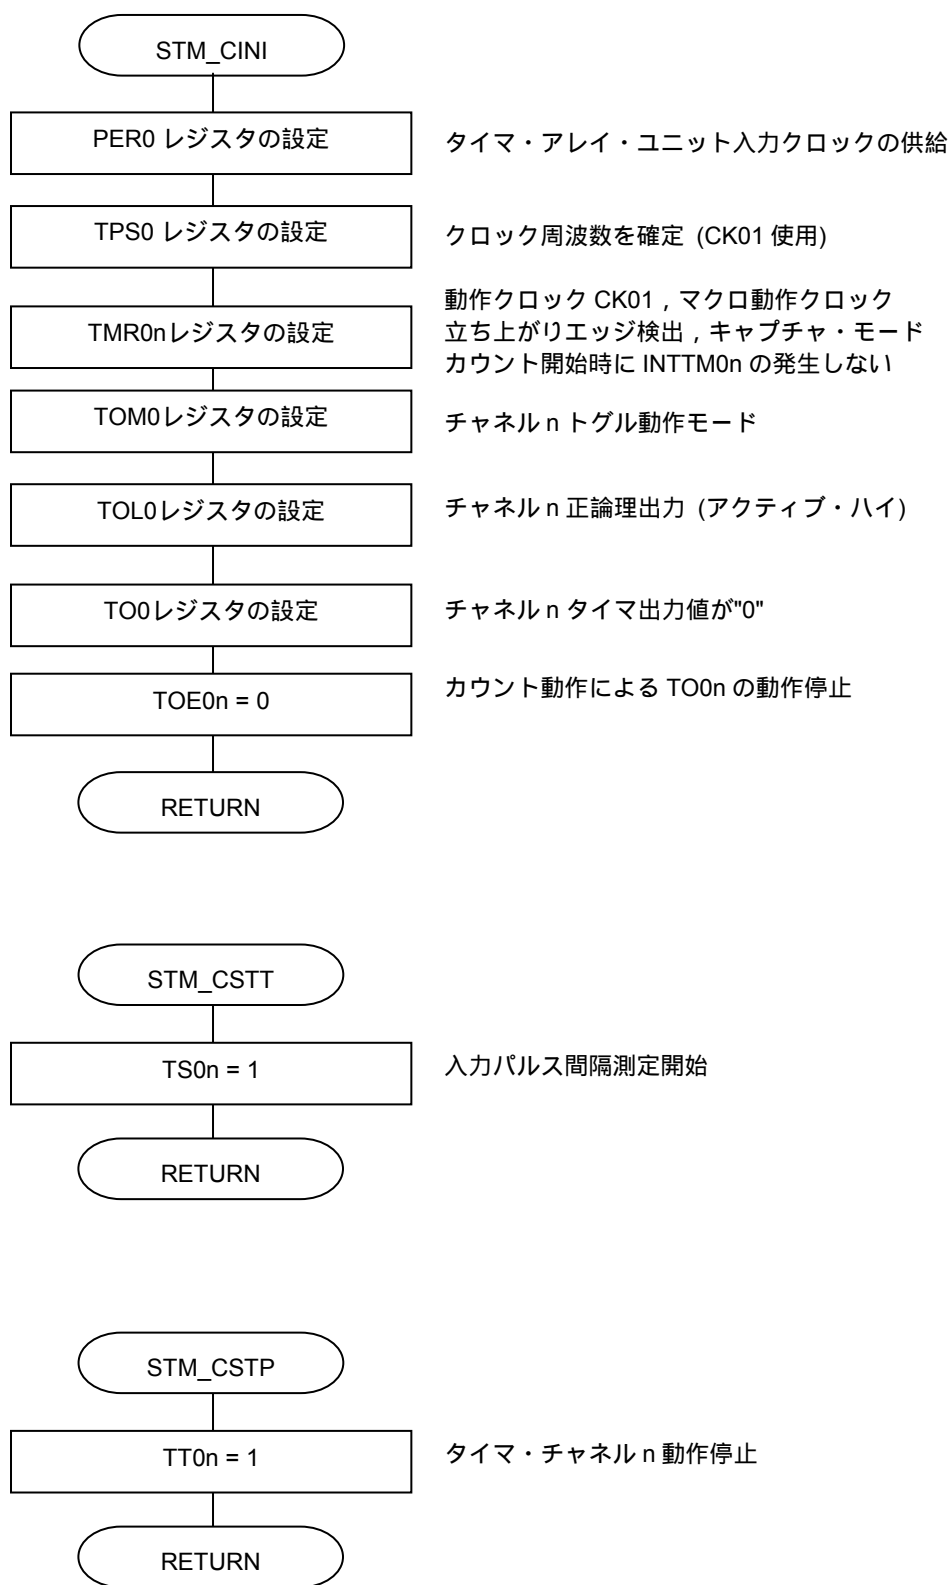 STM_CINI
PER0 レジスタの設定
タイマ・アレイ・ユニット入力クロックの供給
TPS0 レジスタの設定
クロック周波数を確定 (CK01 使用)
TMR0nレジスタの設定
動作クロック CK01，マクロ動作クロック
立ち上がりエッジ検出，キャプチャ・モード
カウント開始時に INTTM0n の発生しない
TOM0レジスタの設定
チャネル n トグル動作モード
TOL0レジスタの設定
チャネル n 正論理出力 (アクティブ・ハイ)
TO0レジスタの設定
チャネル n タイマ出力値が"0"
TOE0n = 0
カウント動作による TO0n の動作停止
RETURN
STM_CSTT
TS0n = 1
入力パルス間隔測定開始
RETURN
STM_CSTP
TT0n = 1
タイマ・チャネル n 動作停止
RETURN